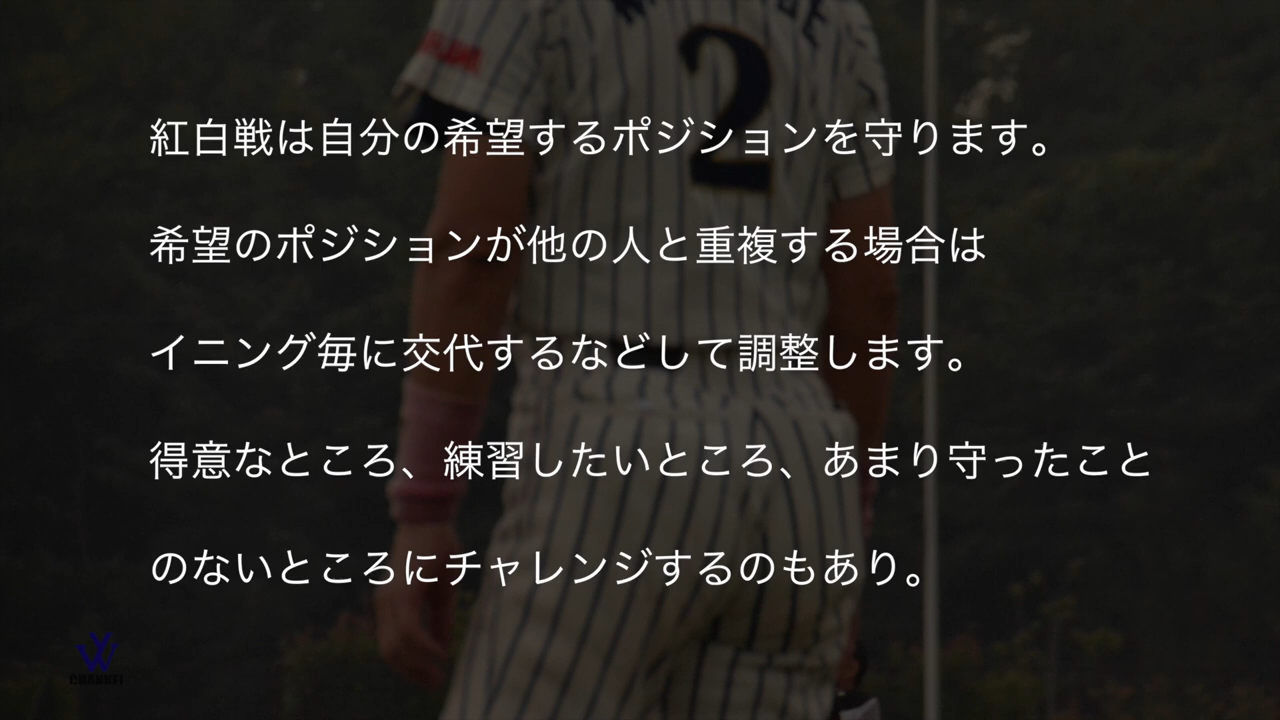 紅白戦は自分の希望するポジションを守ります。
希望のポジションが他の人と重複する場合は
イニング毎に交代するなどして調整します。
得意なところ、練習したいところ、あまり守ったこと
のないところにチャレンジするのもあり。
2